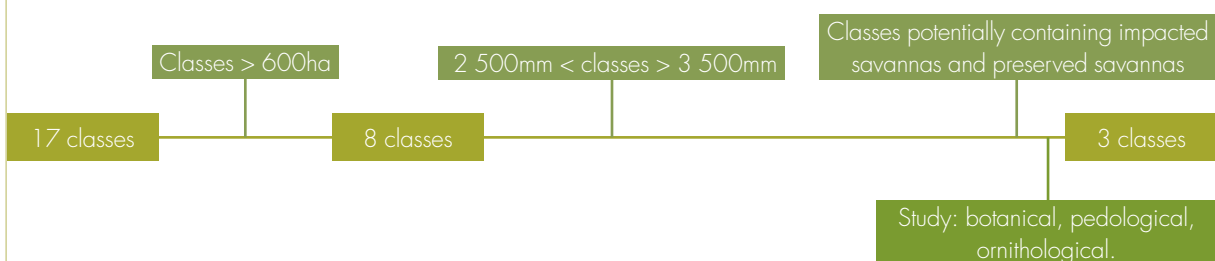 Classes > 600ha
2 500mm < classes > 3 500mm
Classes potentially containing impacted
savannas and preserved savannas
17 classes
8 classes
3 classes
Study: botanical, pedological,
ornithological.